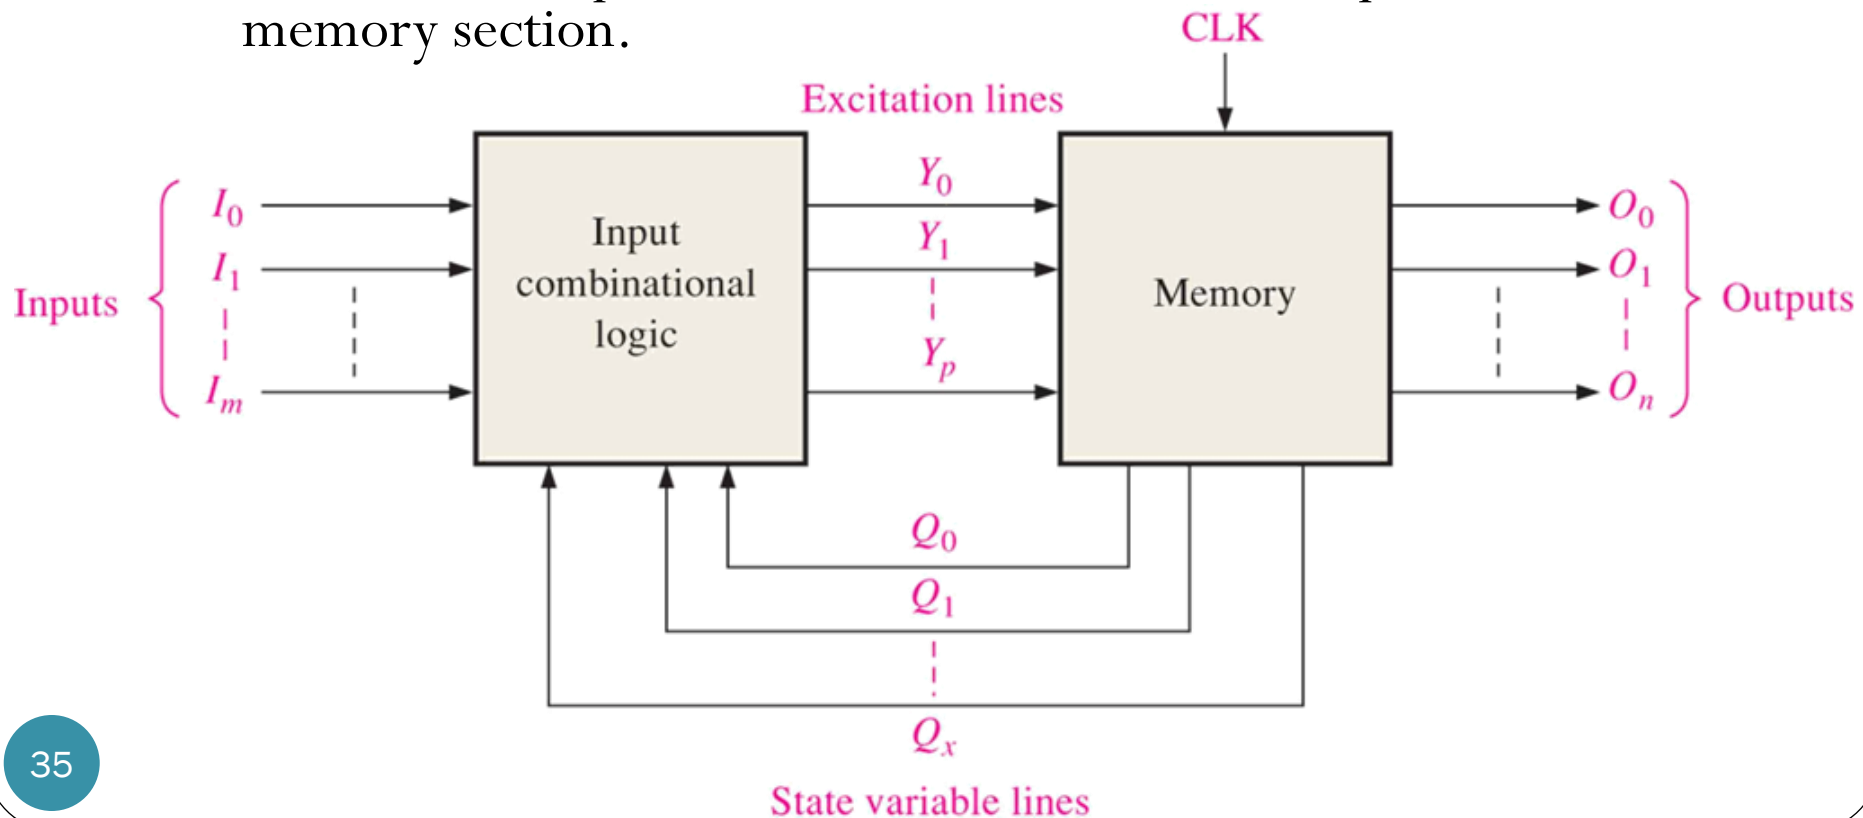 memory section.
CLK
Excitation lines
Inputs
I0
I1
Im
Input
combinational
logic
Y0
Y1
Yp
Memory
O0
O1
On
Outputs
Q0
Q1
Qx
State variable lines
35